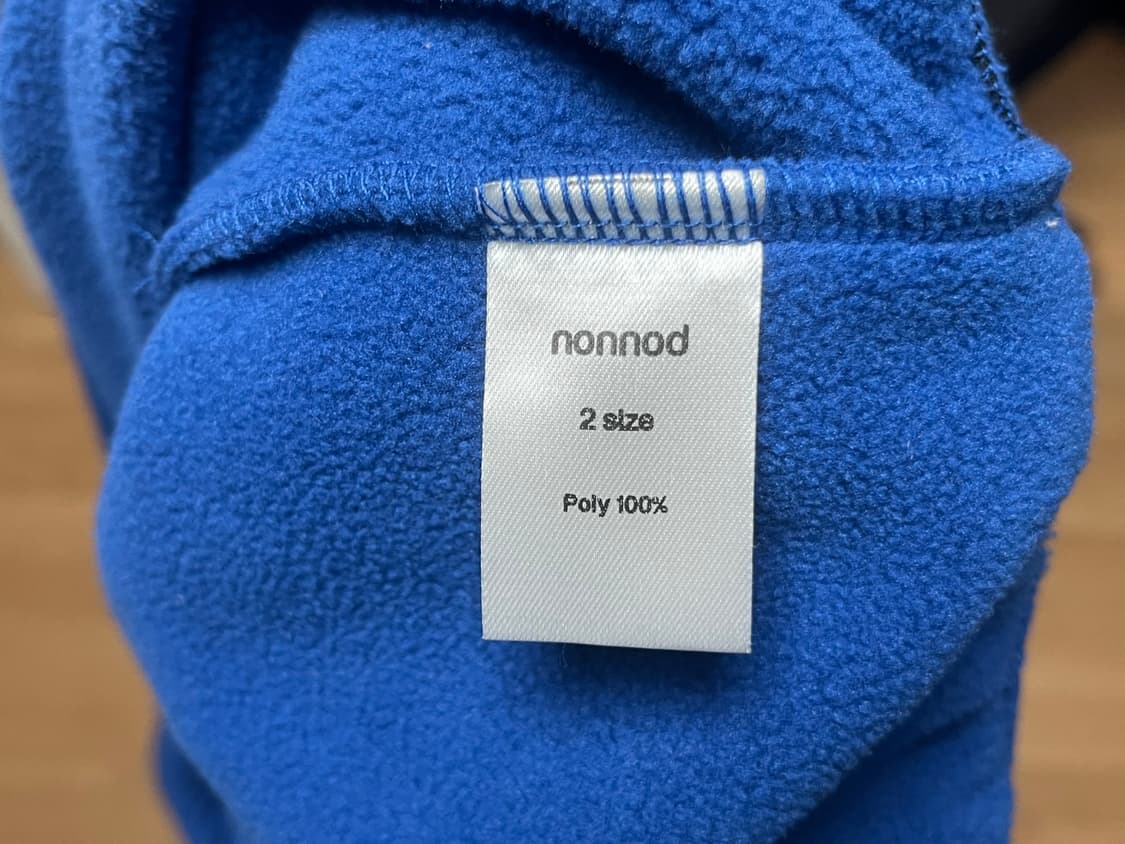 nonnod
2 size
Poly 100%